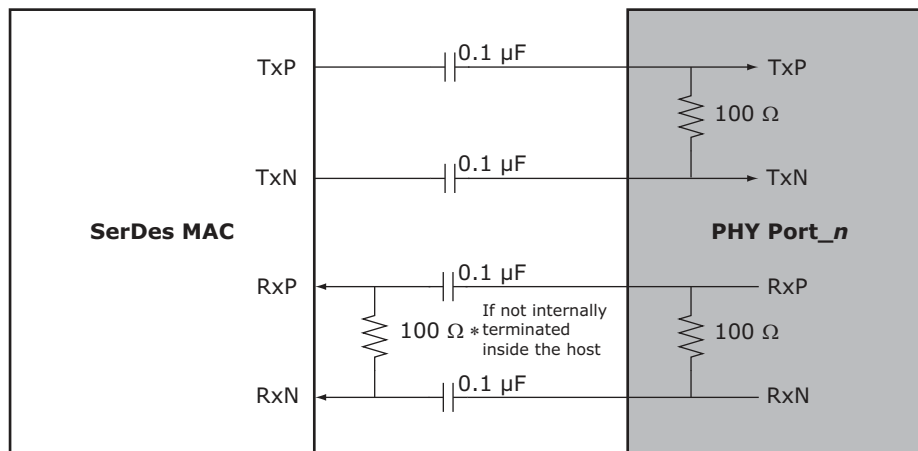 0.1 µF
TxP
TxP
100 Ω
0.1 µF
TxN
TxN
SerDes MAC
PHY Port_n
0.1 µF
RxP
RxP
If not internally
100 Ω * terminated
100 Ω
inside the host
0.1 µF
RxN
RxN